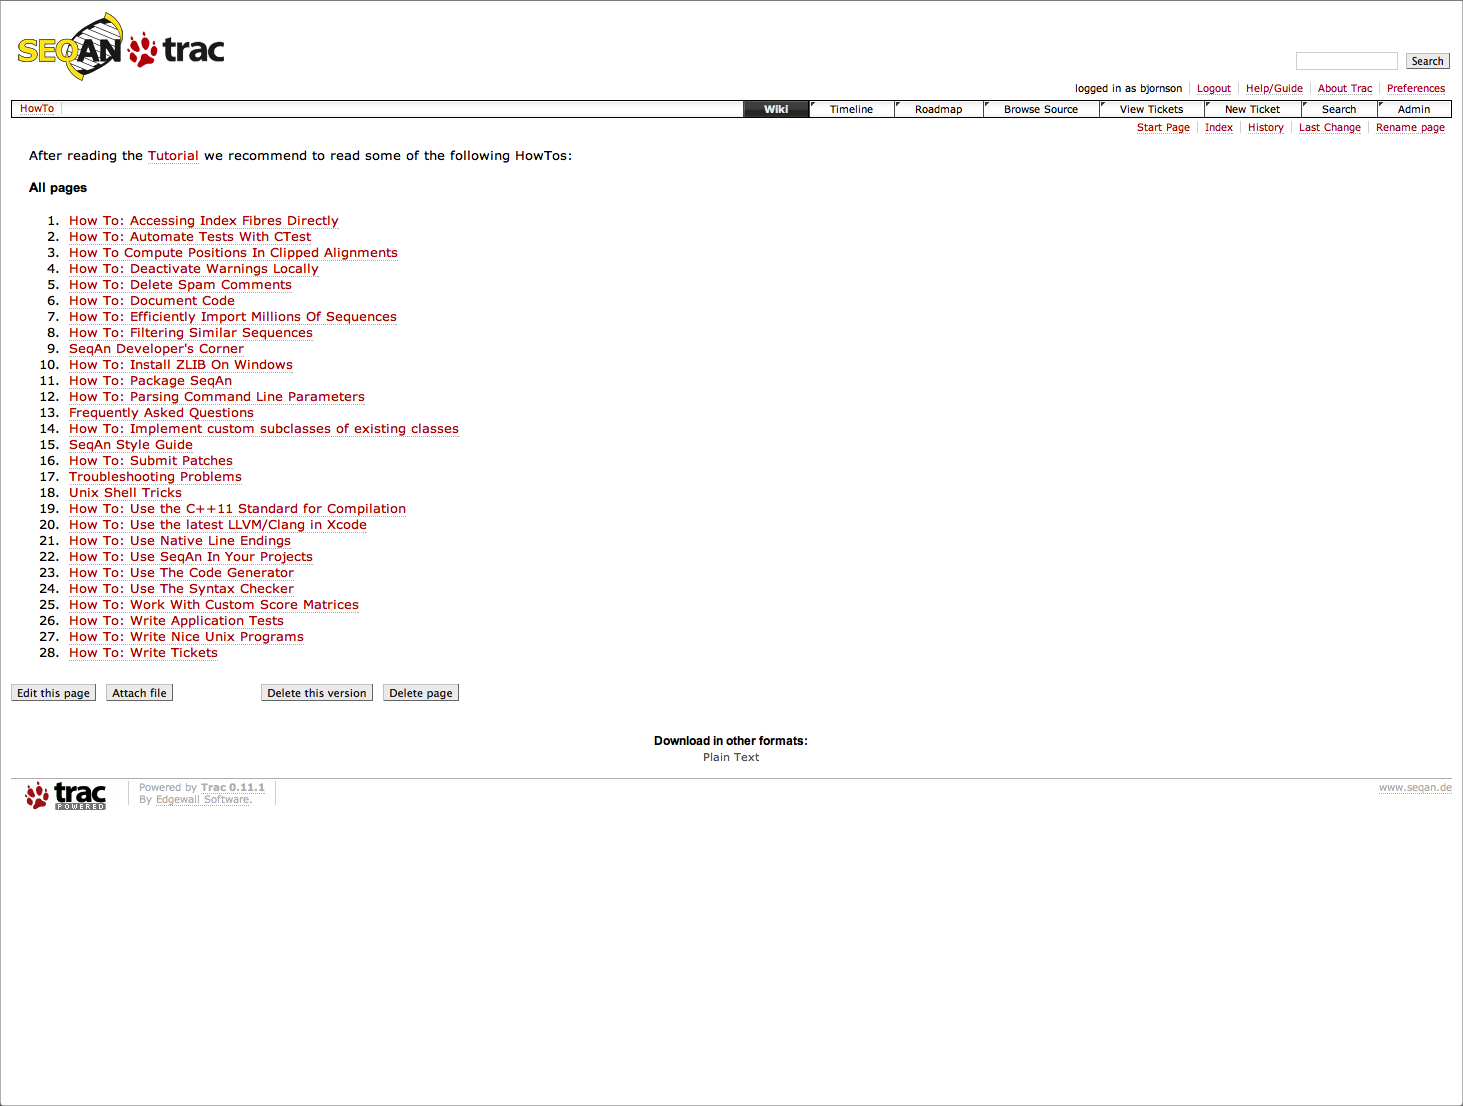 SEQAN trac
Search
logged in as bjornson Logout Help/Guide About Trac Preferences
HowTo Wiki Timeline Roadmap Browse Source View Tickets New Ticket Search Admin
Start Page Index History Last Change Rename page
After reading the Tutorial we recommend to read some of the following HowTos:
All pages
1. How To: Accessing Index Fibres Directly
2. How To: Automate Tests With CTest
3. How To Compute Positions In Clipped Alignments
4. How To: Deactivate Warnings Locally
5. How To: Delete Spam Comments
6. How To: Document Code
7. How To: Efficiently Import Millions Of Sequences
8. How To: Filtering Similar Sequences
9. SeqAn Developer's Corner
10. How To: Install ZLIB On Windows
11. How To: Package SeqAn
12. How To: Parsing Command Line Parameters
13. Frequently Asked Questions
14. How To: Implement custom subclasses of existing classes
15. SeqAn Style Guide
16. How To: Submit Patches
17. Troubleshooting Problems
18. Unix Shell Tricks
19. How To: Use the C++11 Standard for Compilation
20. How To: Use the latest LLVM/Clang in Xcode
21. How To: Use Native Line Endings
22. How To: Use SeqAn In Your Projects
23. How To: Use The Code Generator
24. How To: Use The Syntax Checker
25. How To: Work With Custom Score Matrices
26. How To: Write Application Tests
27. How To: Write Nice Unix Programs
28. How To: Write Tickets
Edit this page Attach file Delete this version Delete page
Download in other formats:
Plain Text
trac POWERED
Powered by Trac 0.11.1
By Edgewall Software.
www.seqan.de